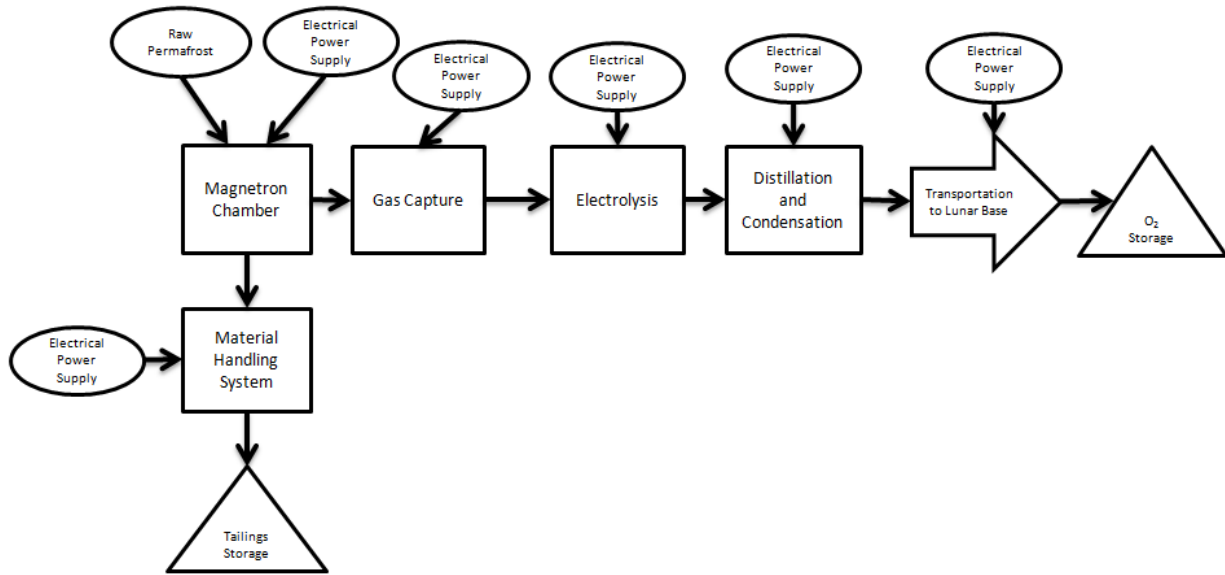 Raw
Permafrost
Electrical
Power
Supply
Electrical
Power
Supply
Electrical
Power
Supply
Electrical
Power
Supply
Electrical
Power
Supply
Magnetron
Chamber
Gas Capture
Electrolysis
Distillation
and
Condensation
Transportation
to Lunar Base
O₂
Storage
Electrical
Power
Supply
Material
Handling
System
Tailings
Storage